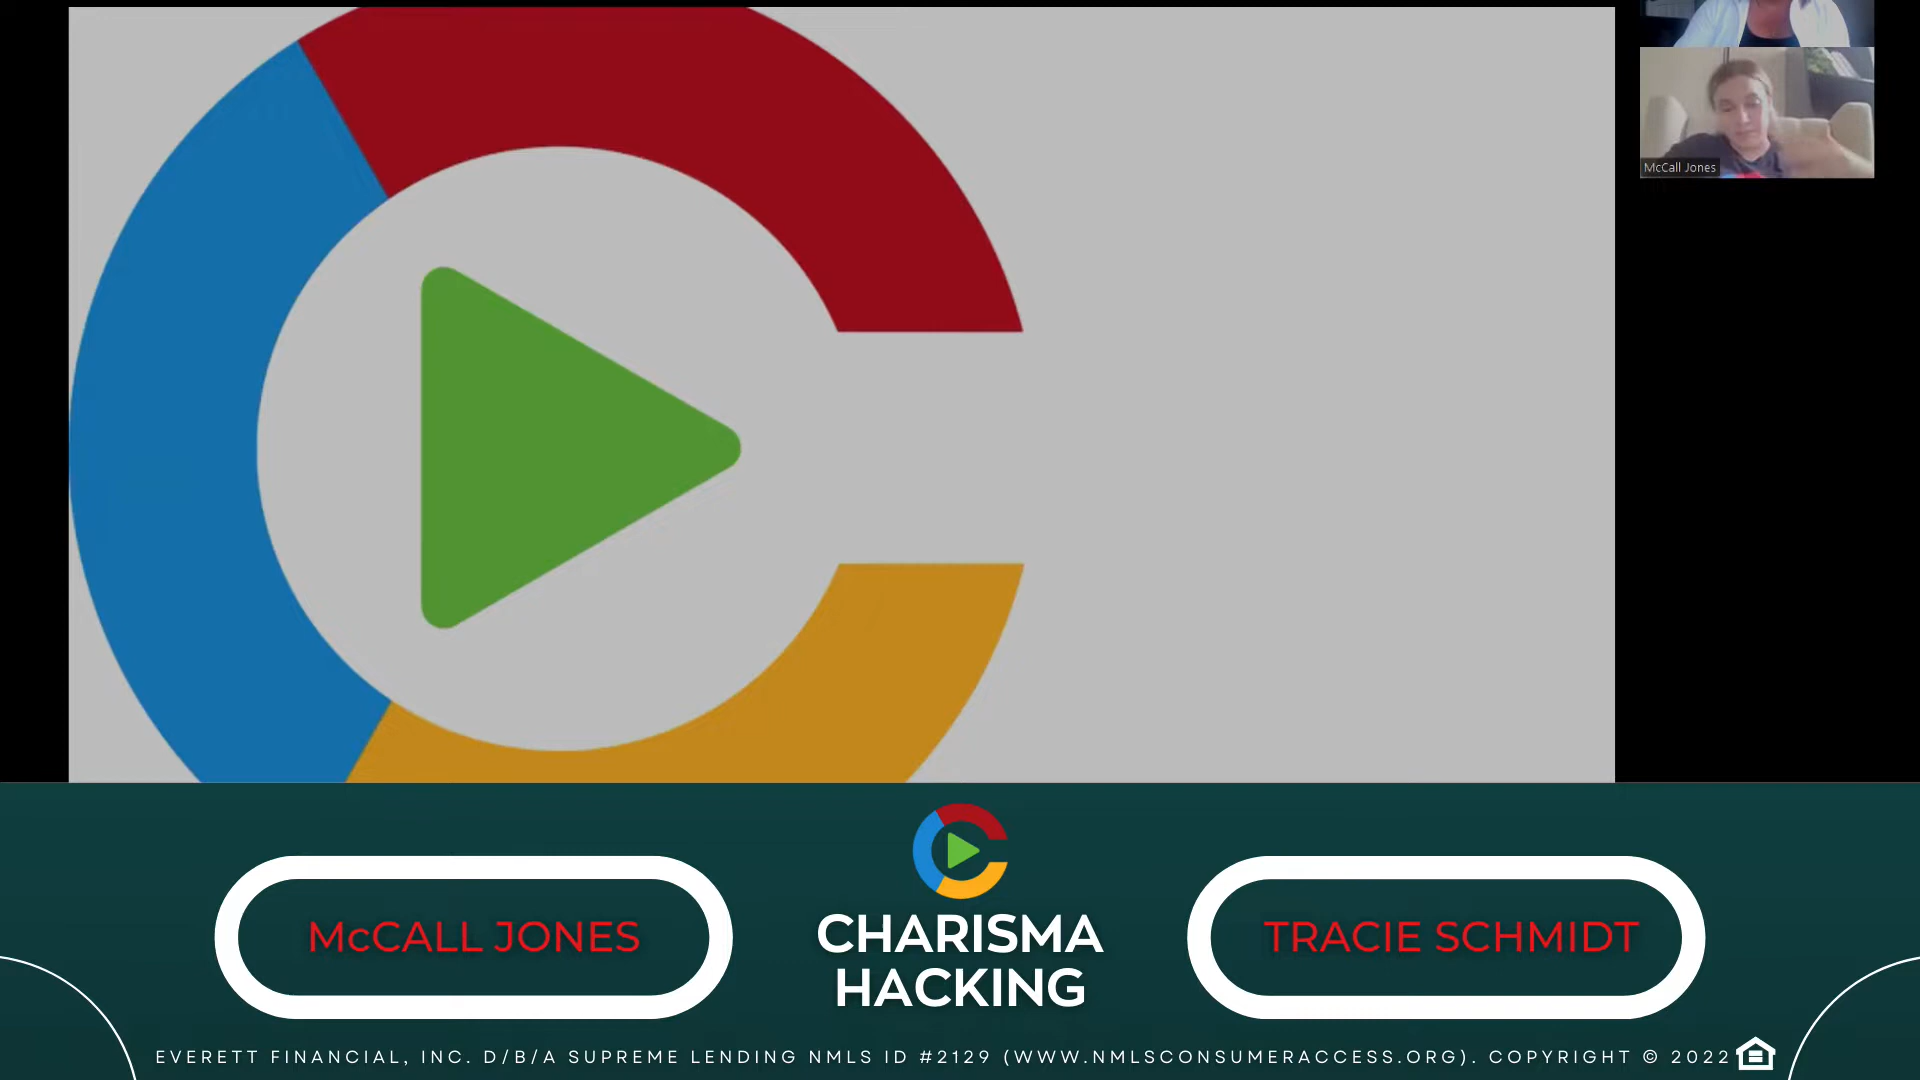 McCall Jones
McCALL JONES
CHARISMA
HACKING
TRACIE SCHMIDT
EVERETT FINANCIAL, INC. D/B/A SUPREME LENDING NMLS ID #2129 (WWW.NMLSCONSUMERACCESS.ORG). COPYRIGHT © 2022